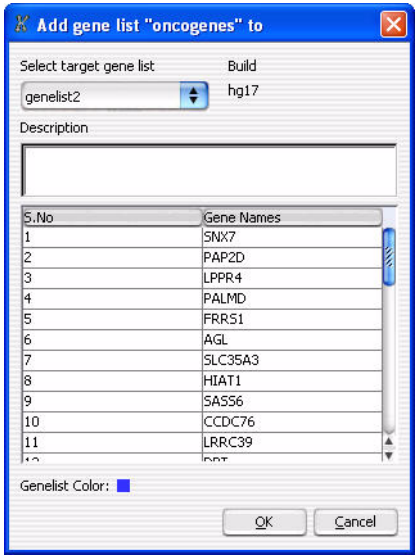 Add gene list "oncogenes" to
Select target gene list Build
genelist2 hg17
Description
S.No Gene Names
1 SNX7
2 PAP2D
3 LPPR4
4 PALMD
5 FRRS1
6 AGL
7 SLC35A3
8 HIAT1
9 SASS6
10 CCDC76
11 LRRC39
12
Genelist Color:
OK Cancel